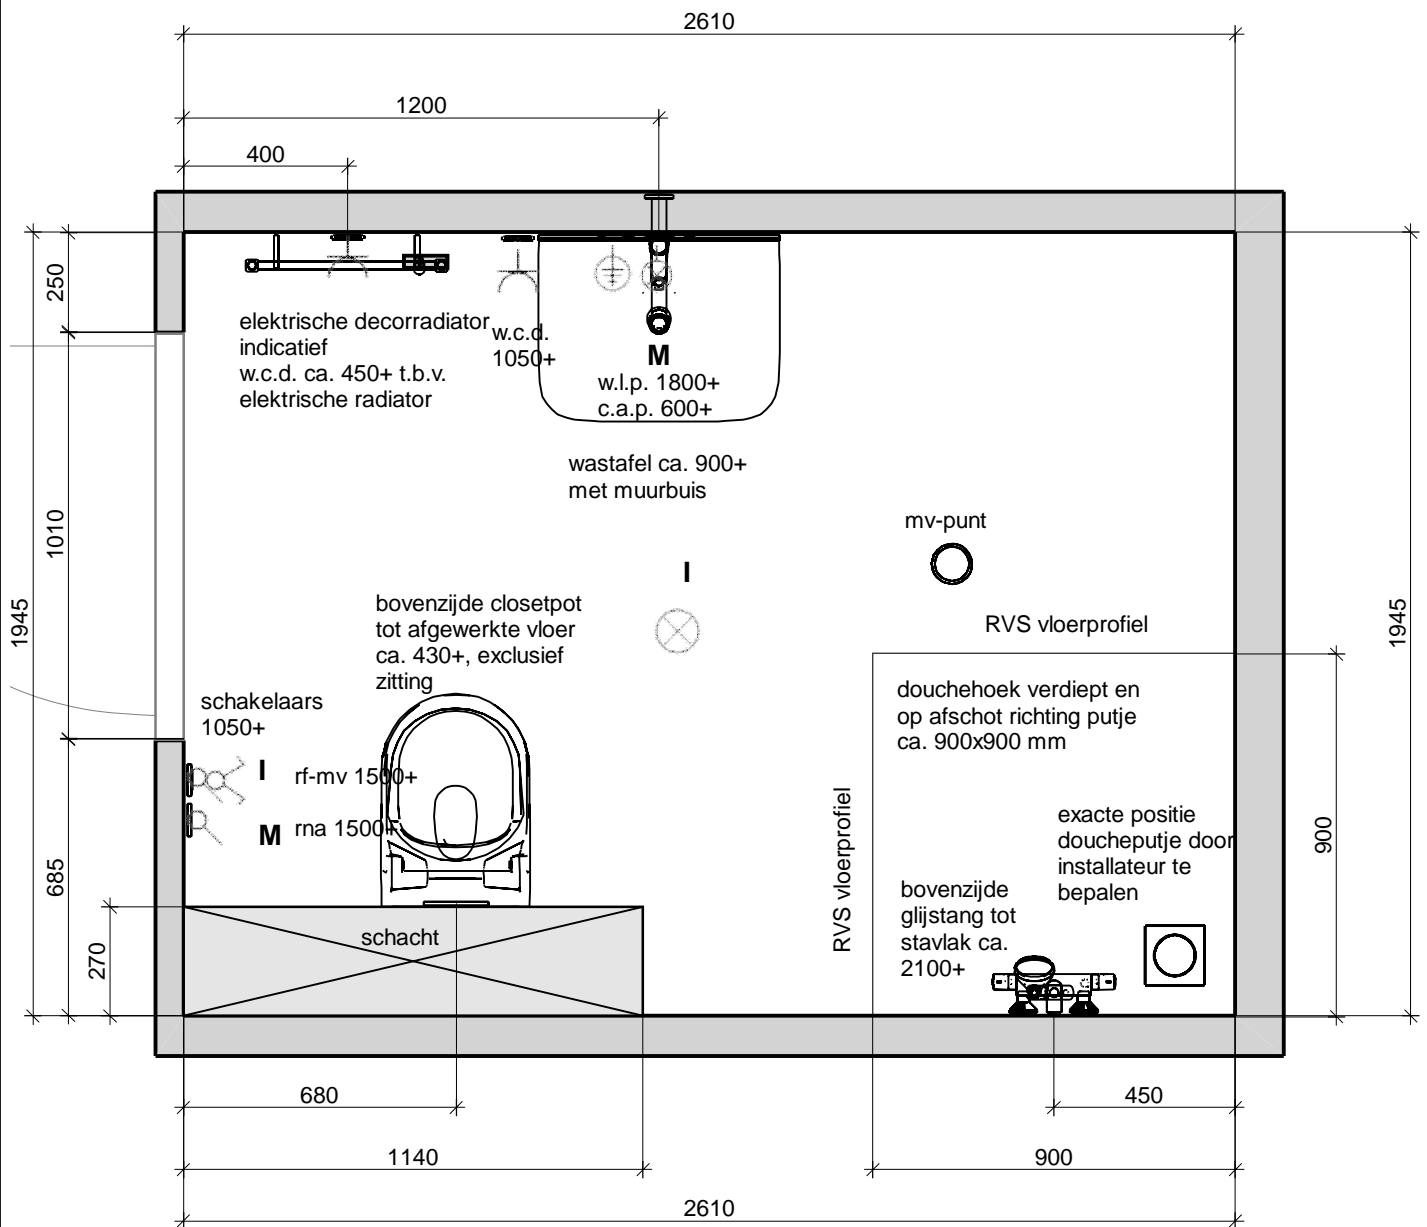 2610
1200
400
250
1010
1945
685
270
elektrische decorradiator
indicatief
w.c.d. ca. 450+ t.b.v.
elektrische radiator
w.c.d.
1050+
M
w.l.p. 1800+
c.a.p. 600+
wastafel ca. 900+
met muurbuis
mv-punt
I
bovenzijde closetpot
tot afgewerkte vloer
ca. 430+, exclusief
zitting
RVS vloerprofiel
schakelaars
1050+
I
rf-mv 1500+
M
rna 1500+
douchehoek verdiept en
op afschot richting putje
ca. 900x900 mm
RVS vloerprofiel
exacte positie
doucheputje door
installateur te
bepalen
bovenzijde
glijstang tot
stavlak ca.
2100+
schacht
1945
900
680
450
1140
900
2610